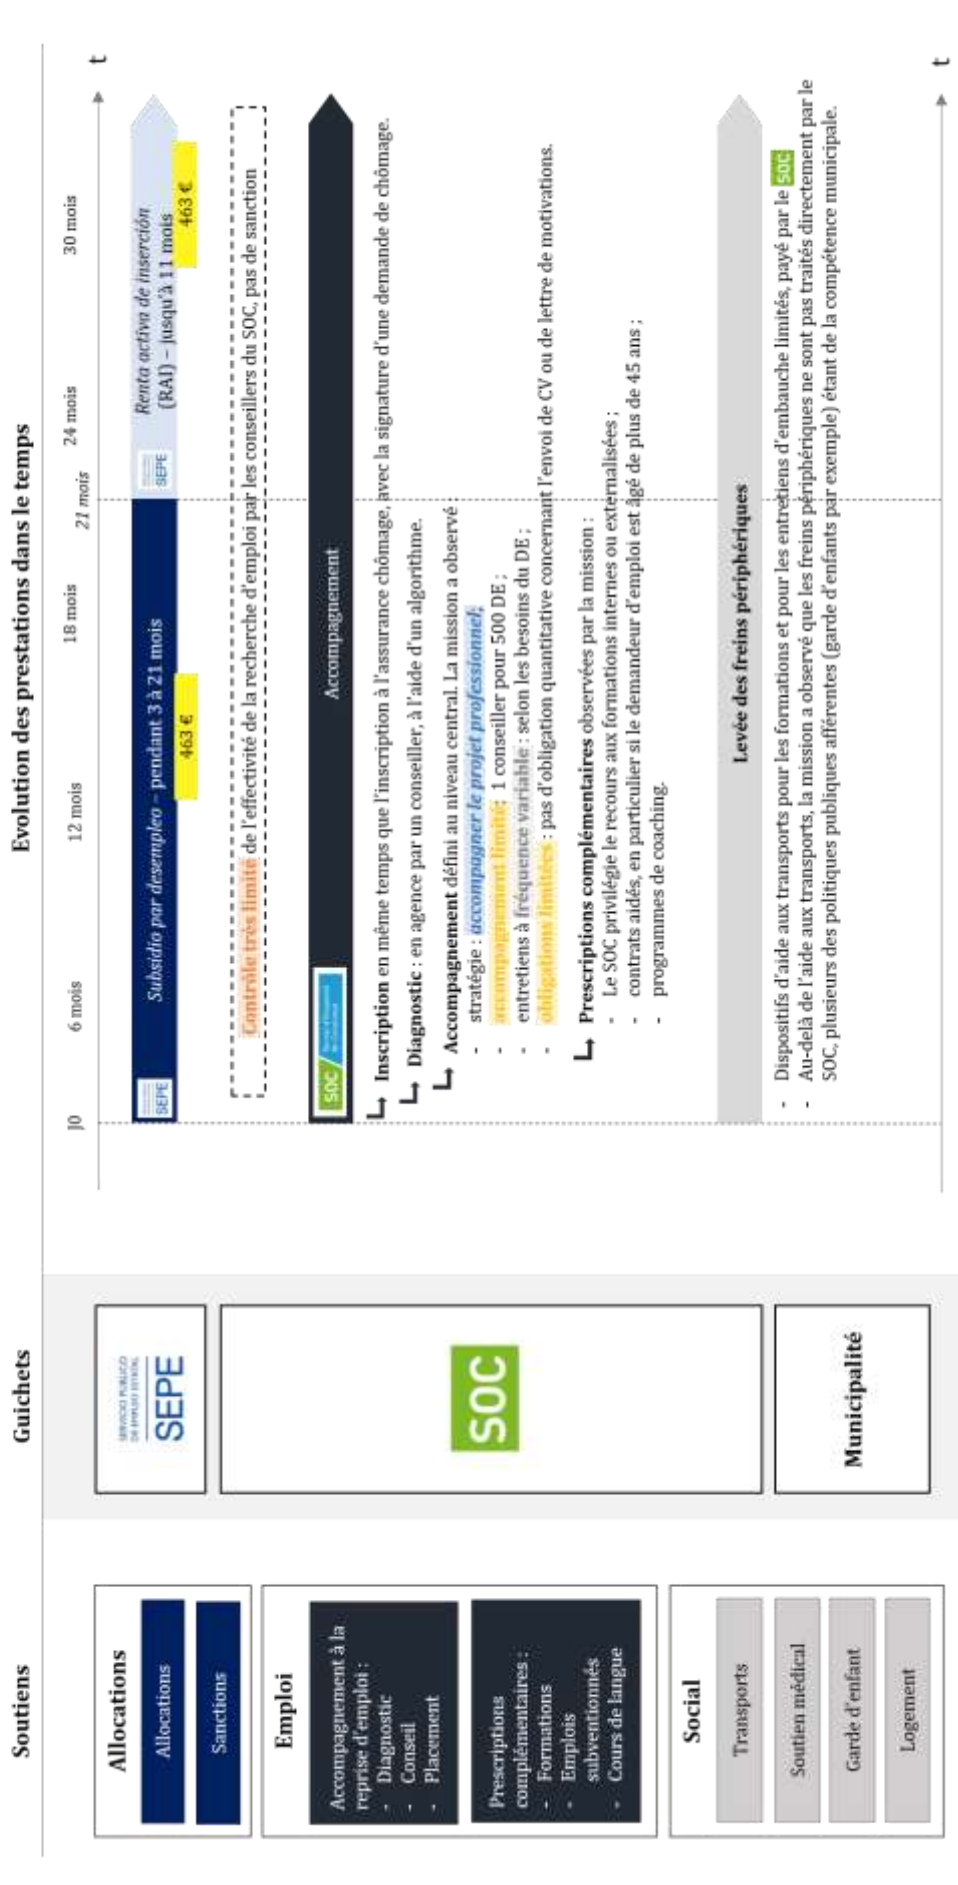 Soutiens
Guichets
Evolution des prestations dans le temps
Allocations
Allocations
Sanctions
Emploi
Accompagnement à la
reprise d'emploi :
- Diagnostic
- Conseil
- Placement
Prescriptions
complémentaires :
- Formations
- Emplois
subventionnés
- Cours de langue
Social
Transports
Soutien médical
Garde d'enfant
Logement
SERVICIO PÚBLICO
DE EMPLEO ESTATAL
SEPE
SOC
Municipalité
J0
6 mois
12 mois
18 mois
21 mois
24 mois
30 mois
t
SEPE
Subsidio por desempleo – pendant 3 à 21 mois
463 €
SEPE
Renta activa de inserción
(RAI) – jusqu'à 11 mois
463 €
Contrôle très limité de l'effectivité de la recherche d'emploi par les conseillers du SOC, pas de sanction
SOC
Accompagnement
Inscription en même temps que l'inscription à l'assurance chômage, avec la signature d'une demande de chômage.
Diagnostic : en agence par un conseiller, à l'aide d'un algorithme.
Accompagnement défini au niveau central. La mission a observé :
- stratégie : accompagner le projet professionnel;
- accompagnement limité: 1 conseiller pour 500 DE ;
- entretiens à fréquence variable : selon les besoins du DE ;
- obligations limitées : pas d'obligation quantitative concernant l'envoi de CV ou de lettre de motivations.
Prescriptions complémentaires observées par la mission :
- Le SOC privilégie le recours aux formations internes ou externalisées ;
- contrats aidés, en particulier si le demandeur d'emploi est âgé de plus de 45 ans ;
- programmes de coaching.
Levée des freins périphériques
- Dispositifs d'aide aux transports pour les formations et pour les entretiens d'embauche limités, payé par le SOC
- Au-delà de l'aide aux transports, la mission a observé que les freins périphériques ne sont pas traités directement par le
SOC, plusieurs des politiques publiques afférentes (garde d'enfants par exemple) étant de la compétence municipale.
t